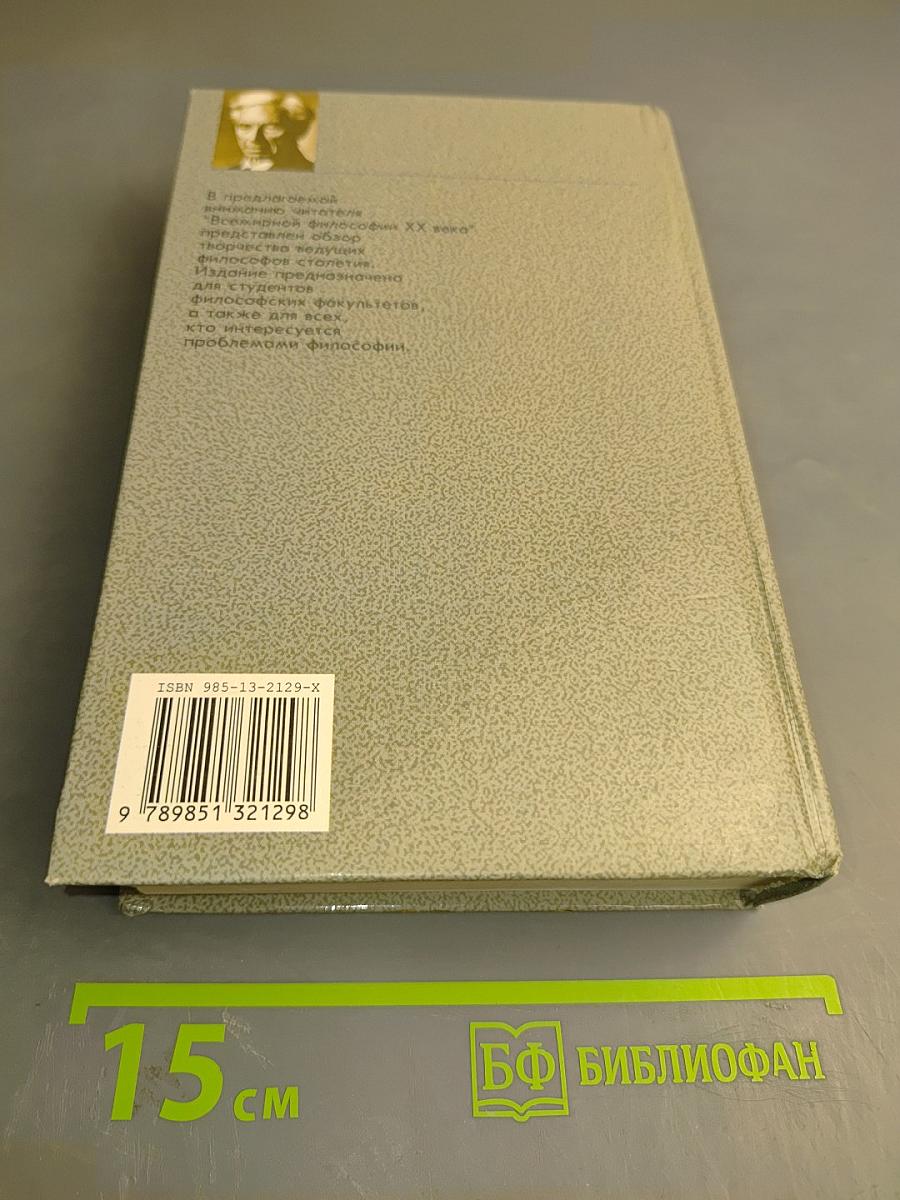 В предлагаемой
вниманию читателя
"Всемирной философии XX века"
представлен обзор
творчества ведущих
философов столетия.
Издание предназначено
для студентов
философских факультетов,
а также для всех,
кто интересуется
проблемами философии.
ISBN 985-13-2129-X
9 789851 321298
15 см
БФ БИБЛИОФАН